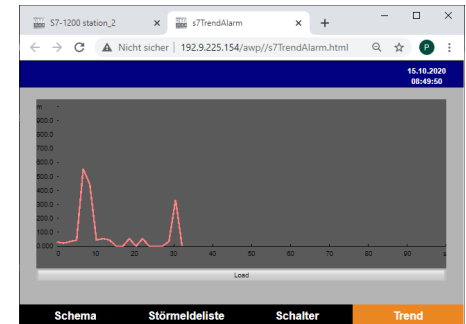 S7-1200 station_2
s7TrendAlarm
Nicht sicher | 192.9.225.154/awp//s7TrendAlarm.html
P
15.10.2020
08:49:50
m
900.0
800.0
700.0
600.0
500.0
400.0
300.0
200.0
100.0
0.000
0 10 20 30 40 50 60 70 80 90 s
Load
Schema Störmeldeliste Schalter Trend